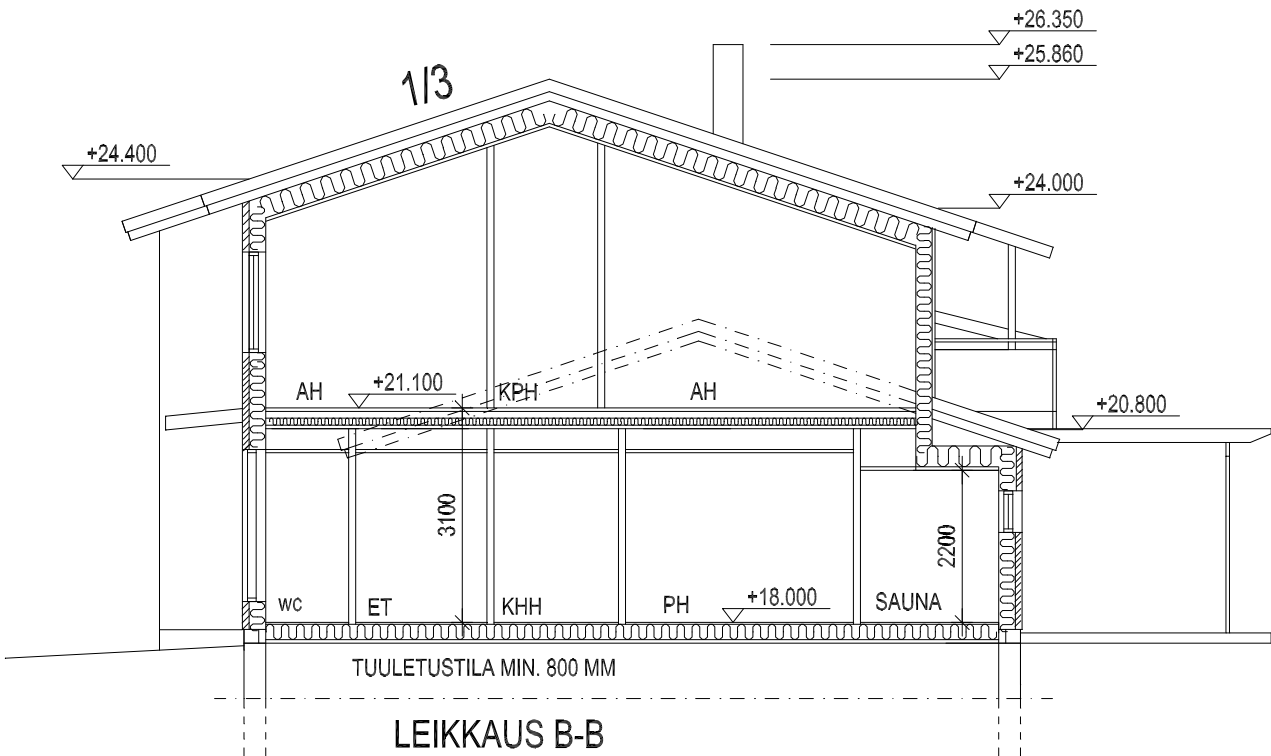 +26.350
+25.860
1/3
+24.400
+24.000
AH
+21.100
KPH
AH
+20.800
3100
2200
WC
ET
KHH
PH
+18.000
SAUNA
TUULETUSTILA MIN. 800 MM
LEIKKAUS B-B